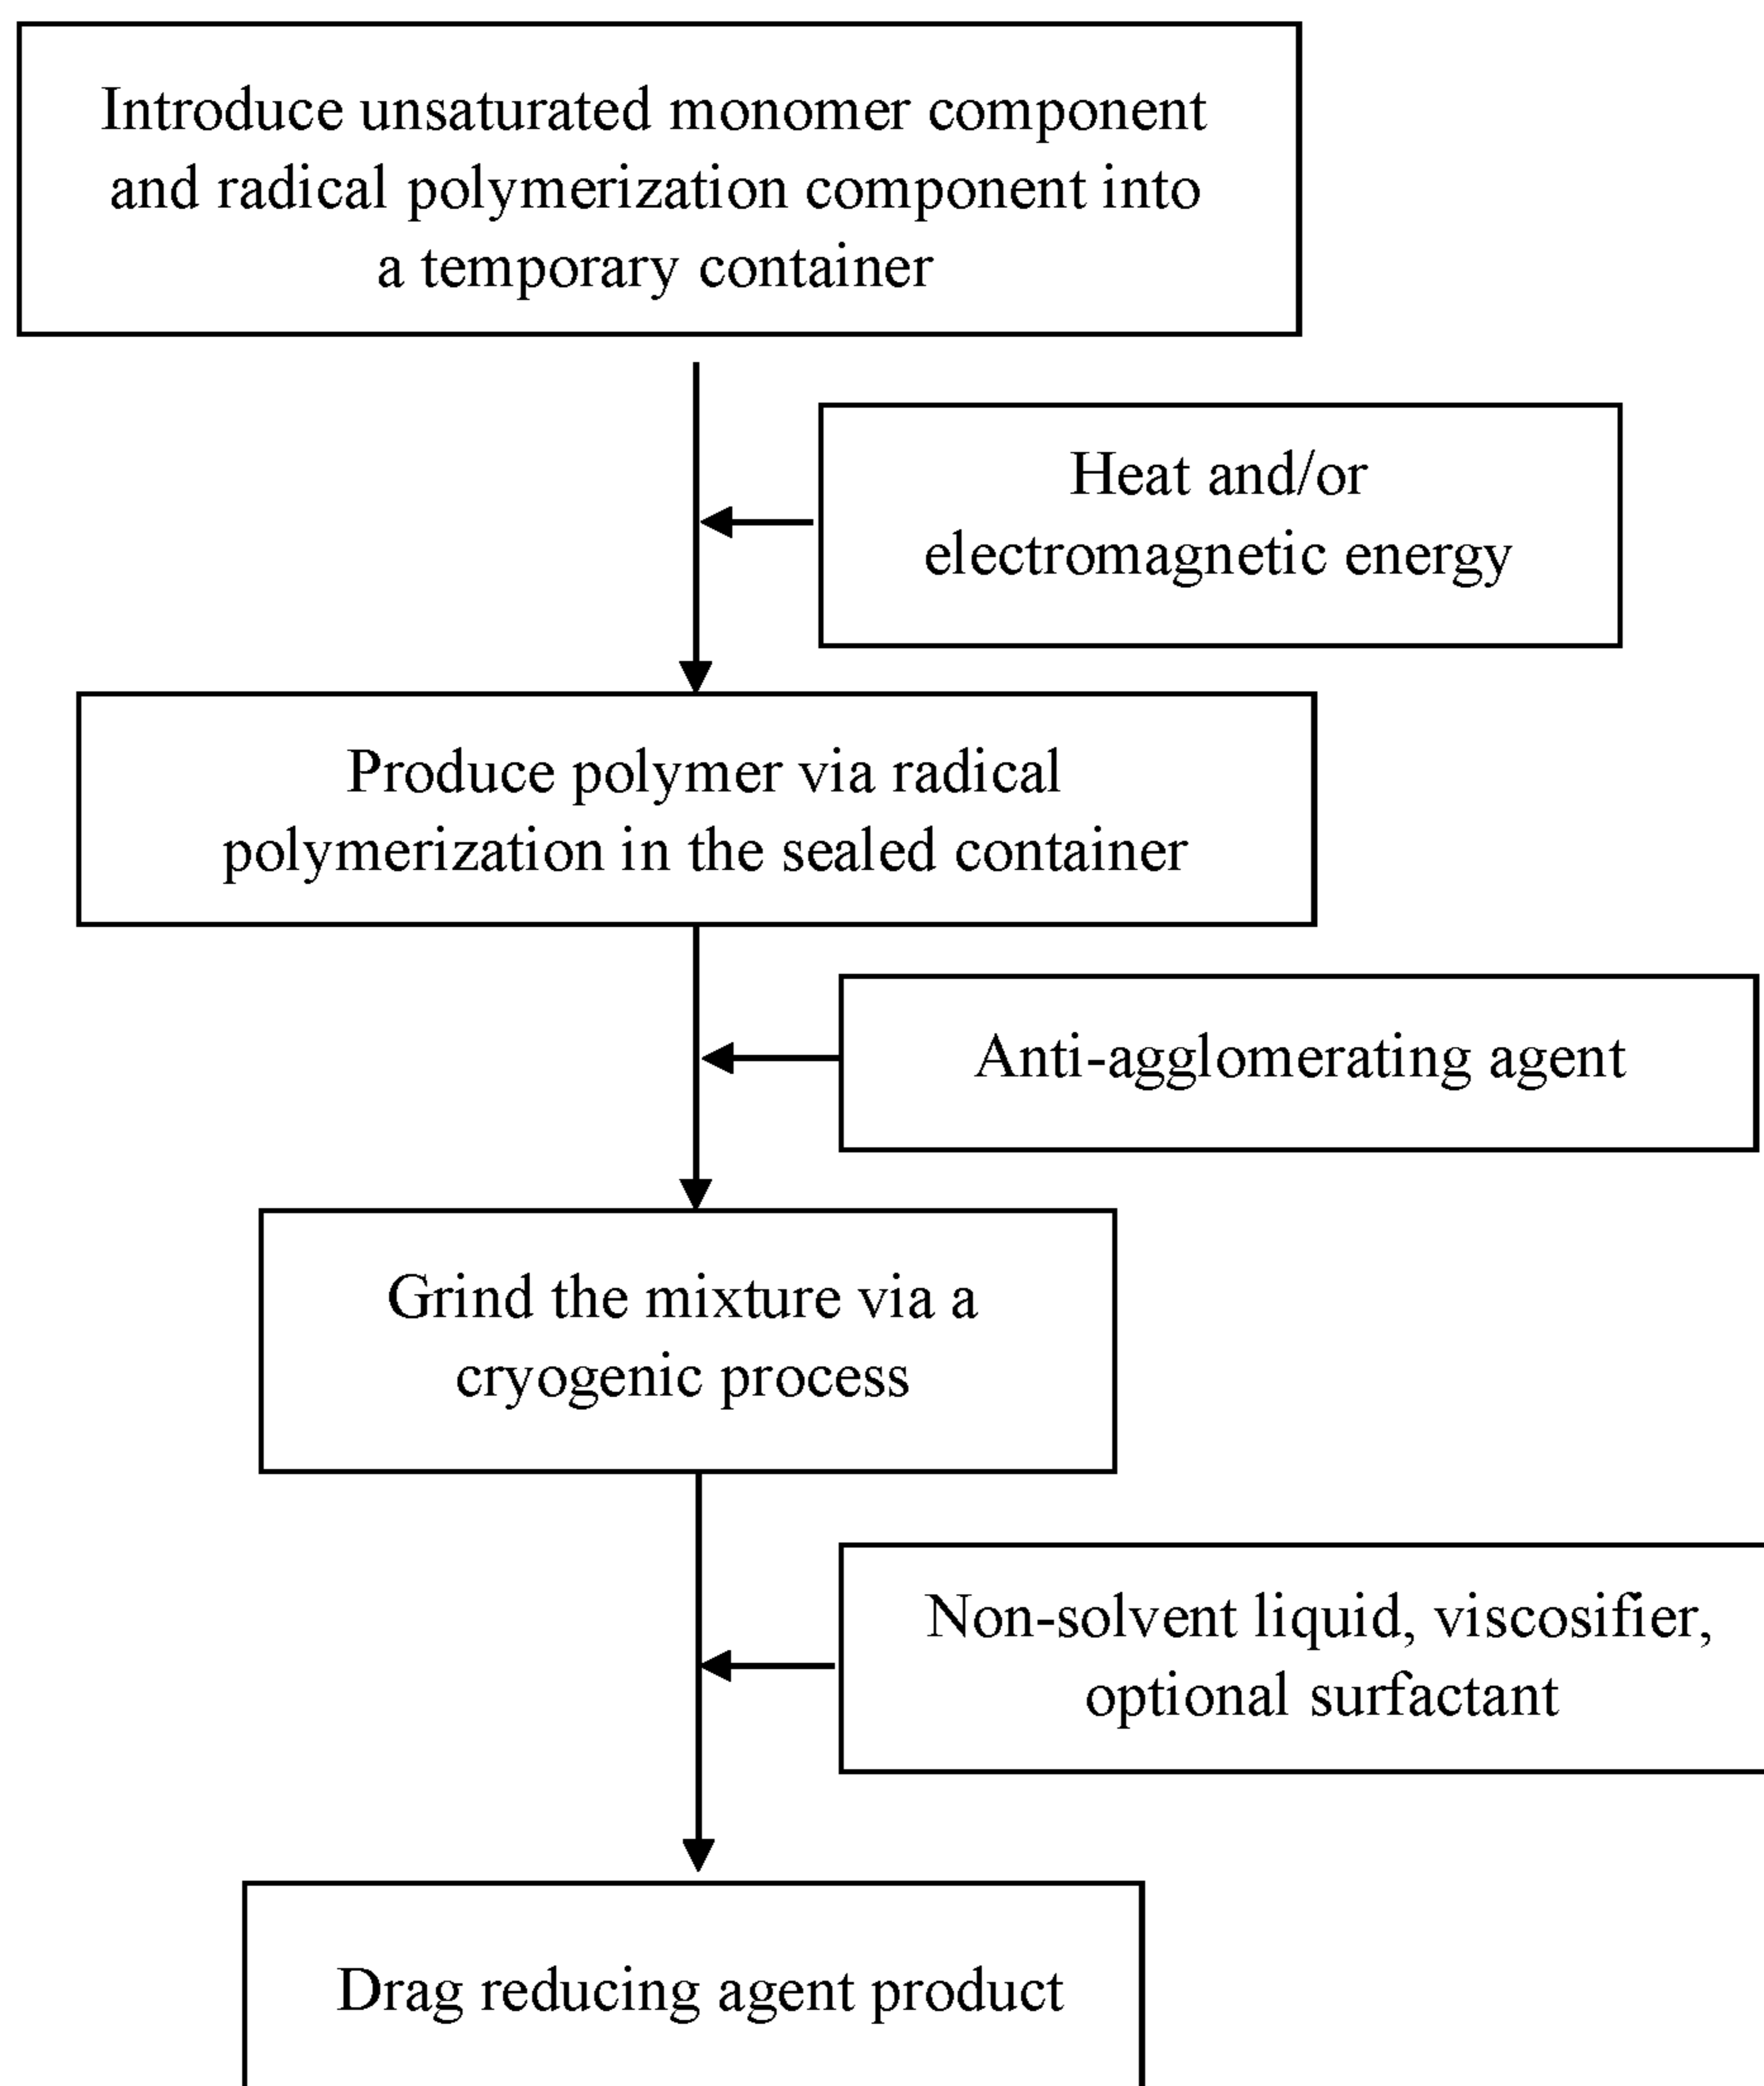 Introduce unsaturated monomer component
and radical polymerization component into
a temporary container
Heat and/or
electromagnetic energy
Produce polymer via radical
polymerization in the sealed container
Anti-agglomerating agent
Grind the mixture via a
cryogenic process
Non-solvent liquid, viscosifier,
optional surfactant
Drag reducing agent product